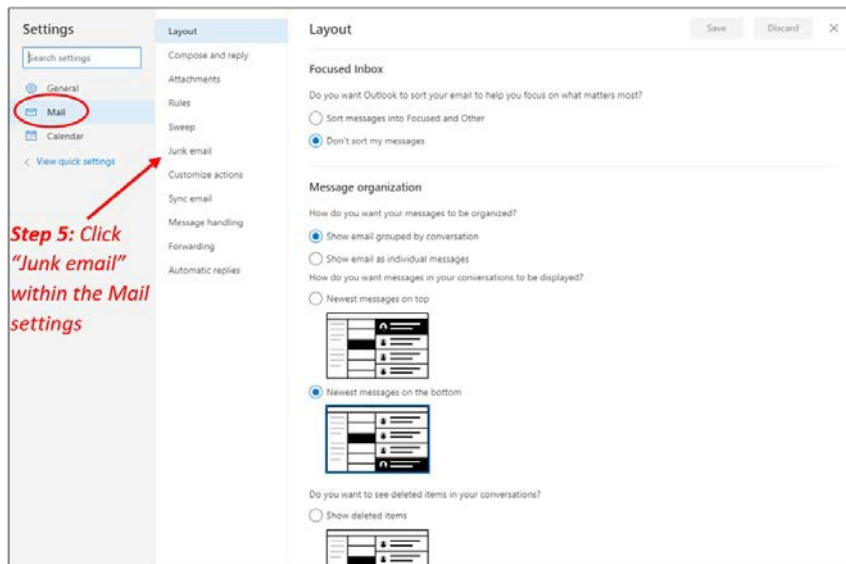 Settings
Search settings
General
Mail
Calendar
View quick settings
Step 5: Click
“Junk email”
within the Mail
settings
Layout
Compose and reply
Attachments
Rules
Sweep
Junk email
Customize actions
Sync email
Message handling
Forwarding
Automatic replies
Layout
Save
Discard
Focused Inbox
Do you want Outlook to sort your email to help you focus on what matters most?
Sort messages into Focused and Other
Don't sort my messages
Message organization
How do you want your messages to be organized?
Show email grouped by conversation
Show email as individual messages
How do you want messages in your conversations to be displayed?
Newest messages on top
Newest messages on the bottom
Do you want to see deleted items in your conversations?
Show deleted items